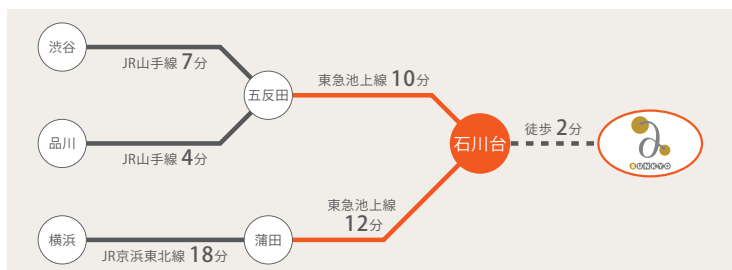 渋谷
JR山手線 7分
五反田
東急池上線 10分
品川
JR山手線 4分
石川台
徒歩 2分
BUNKYO
横浜
JR京浜東北線 18分
蒲田
東急池上線
12分